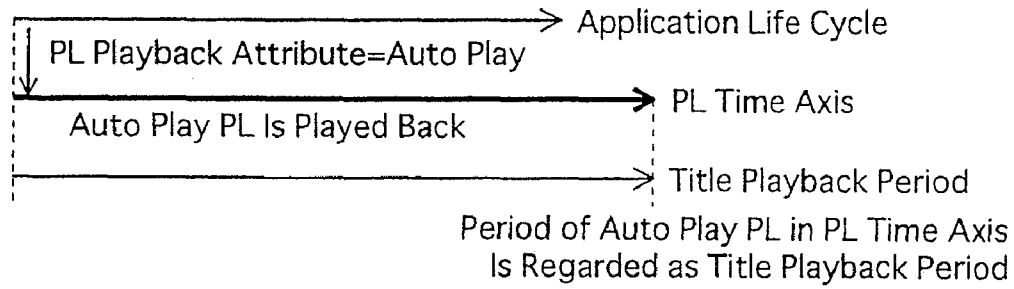 Application Life Cycle
PL Playback Attribute=Auto Play
PL Time Axis
Auto Play PL Is Played Back
Title Playback Period
Period of Auto Play PL in PL Time Axis
Is Regarded as Title Playback Period